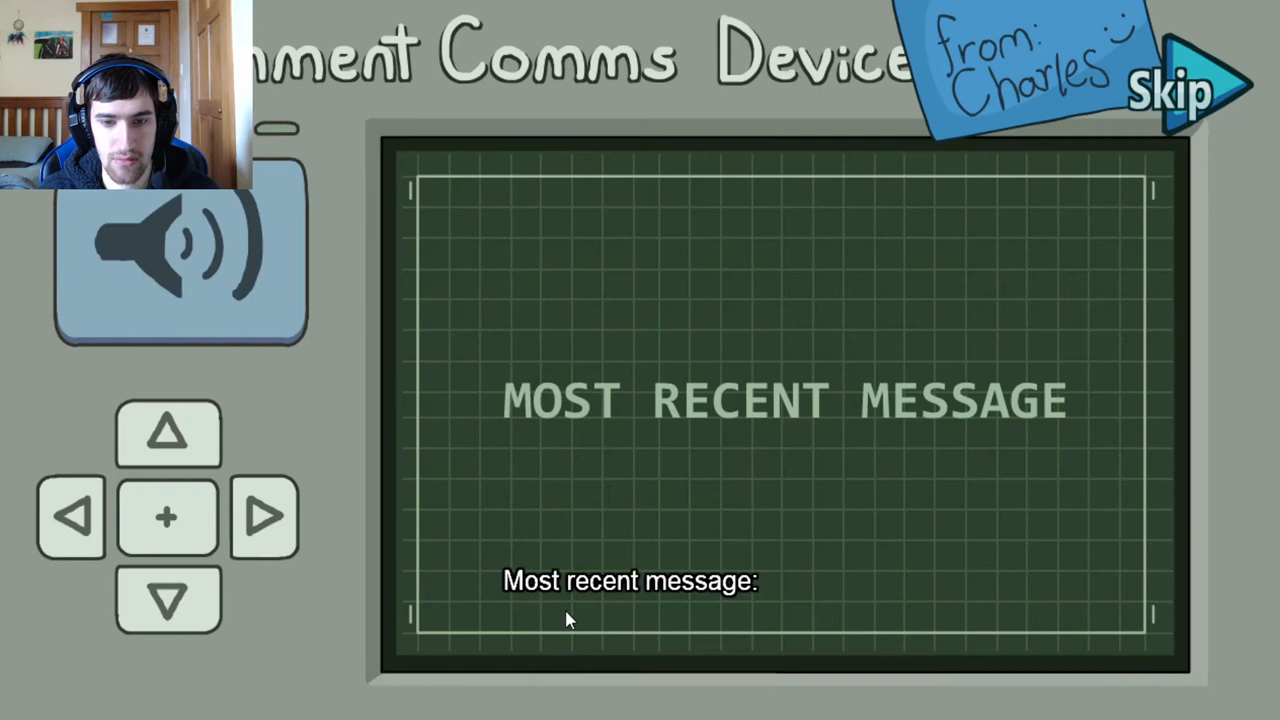 nment Comms Device
from:
Charles
Skip
MOST RECENT MESSAGE
Most recent message: